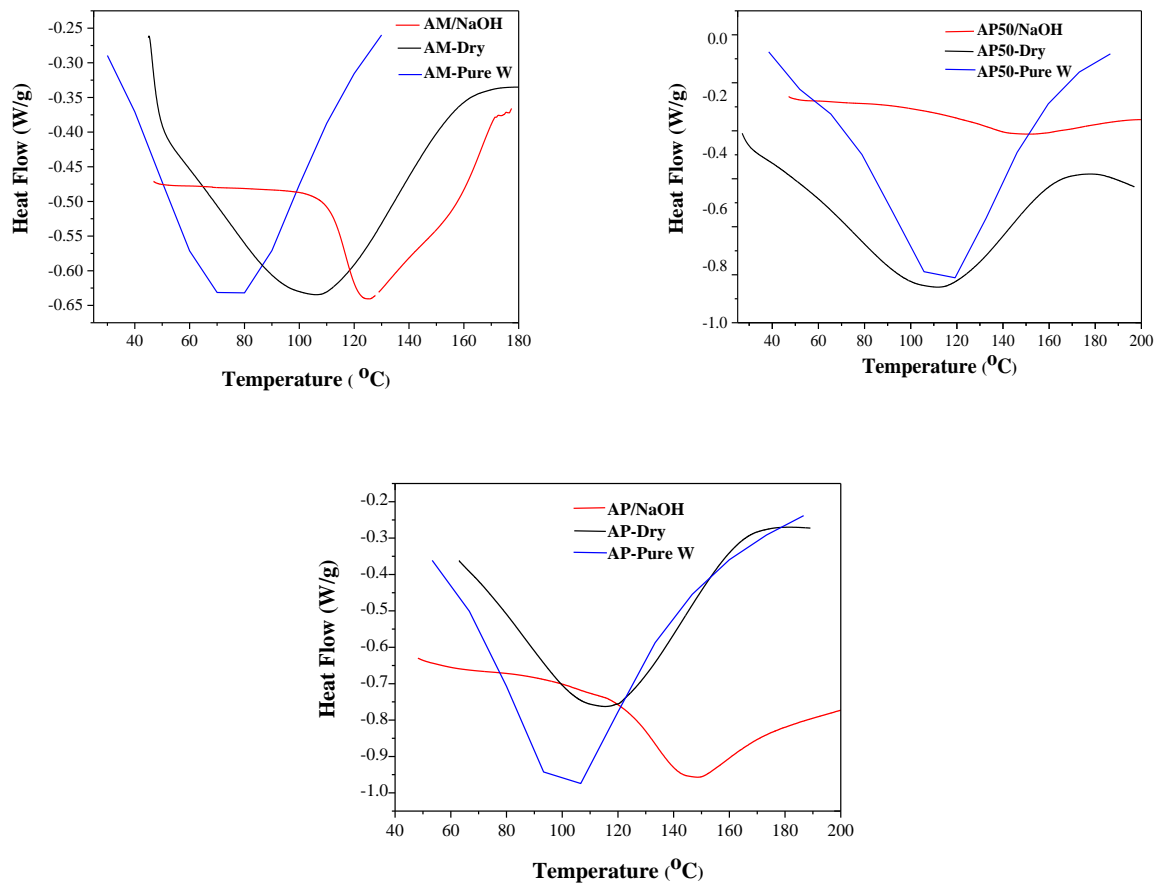 AM/NaOH
AM-Dry
AM-Pure W
-0.25
-0.30
-0.35
-0.40
-0.45
-0.50
-0.55
-0.60
-0.65
Heat Flow (W/g)
40 60 80 100 120 140 160 180
Temperature ( ⁰C)
AP50/NaOH
AP50-Dry
AP50-Pure W
0.0
-0.2
-0.4
-0.6
-0.8
-1.0
Heat Flow (W/g)
40 60 80 100 120 140 160 200
Temperature (⁰C)
AP/NaOH
AP-Dry
AP-Pure W
-0.2
-0.3
-0.4
-0.5
-0.6
-0.7
-0.8
-0.9
-1.0
Heat Flow (W/g)
40 60 80 100 120 140 160 180 200
Temperature (⁰C)